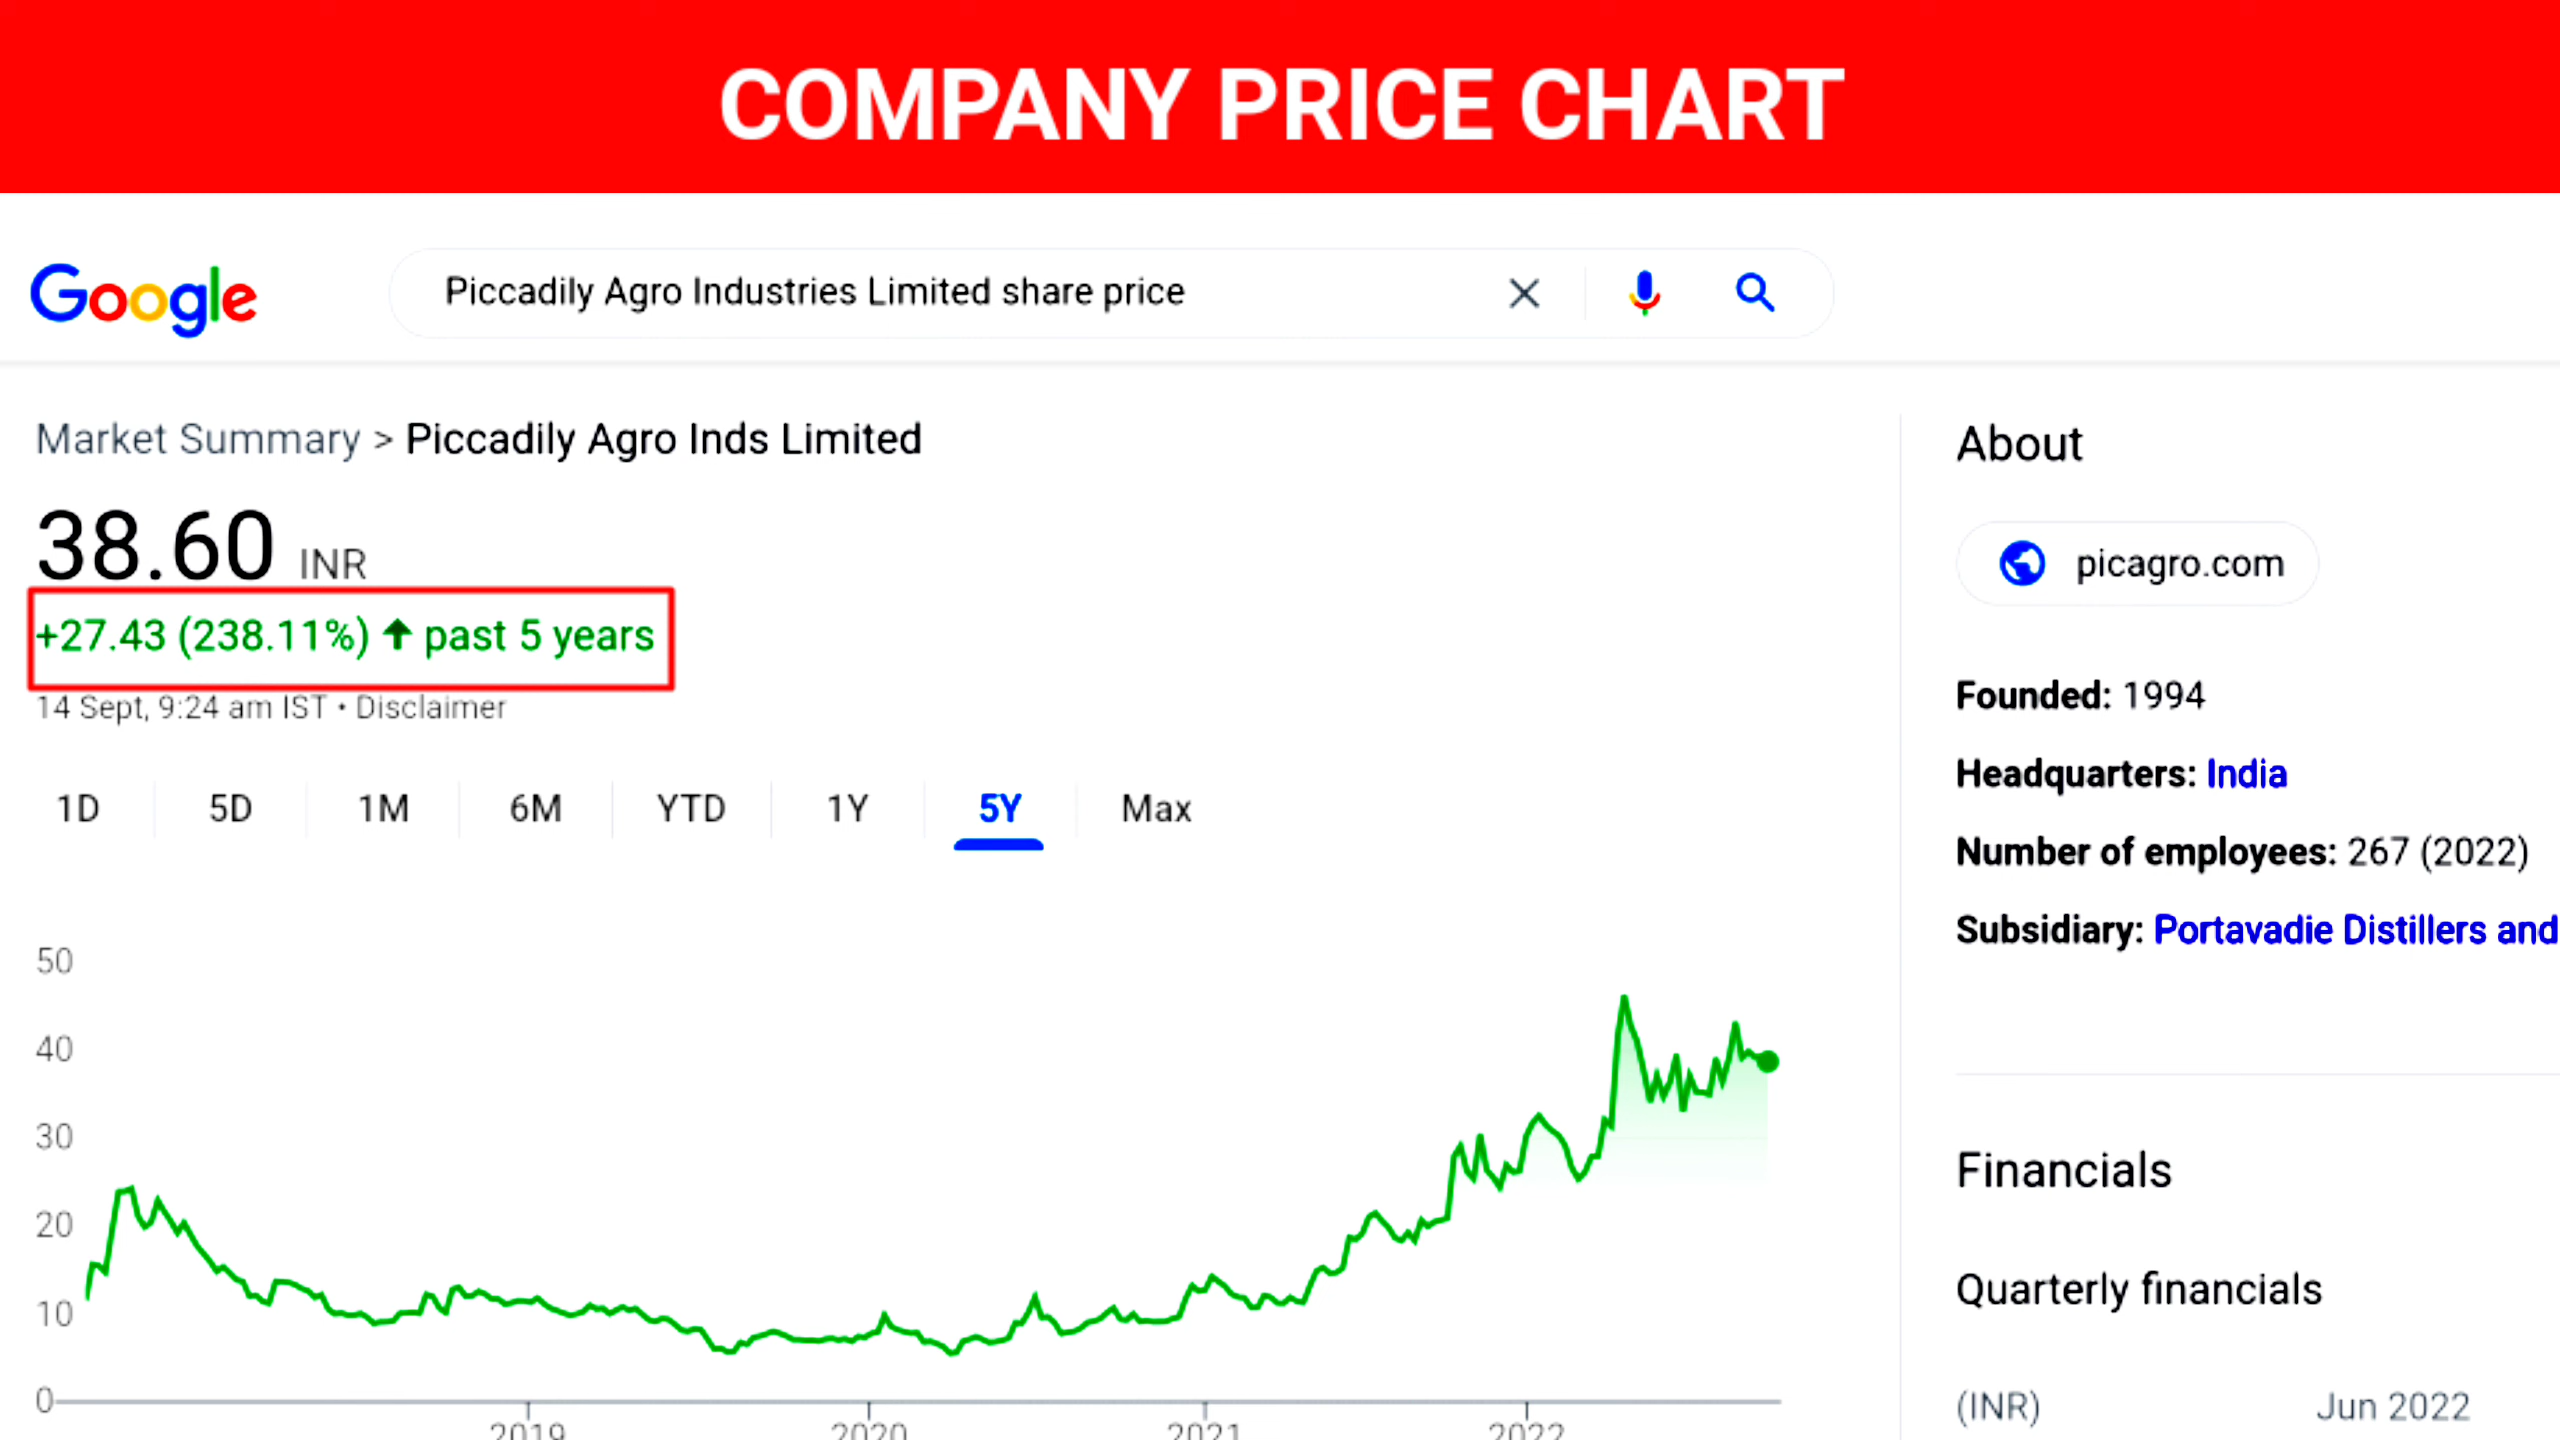 COMPANY PRICE CHART
Google
Piccadily Agro Industries Limited share price
Market Summary > Piccadily Agro Inds Limited
38.60 INR
+27.43 (238.11%) ↑ past 5 years
14 Sept, 9:24 am IST • Disclaimer
1D 5D 1M 6M YTD 1Y 5Y Max
50
40
30
20
10
0
2019 2020 2021 2022
About
picagro.com
Founded: 1994
Headquarters: India
Number of employees: 267 (2022)
Subsidiary: Portavadie Distillers and
Financials
Quarterly financials
(INR) Jun 2022